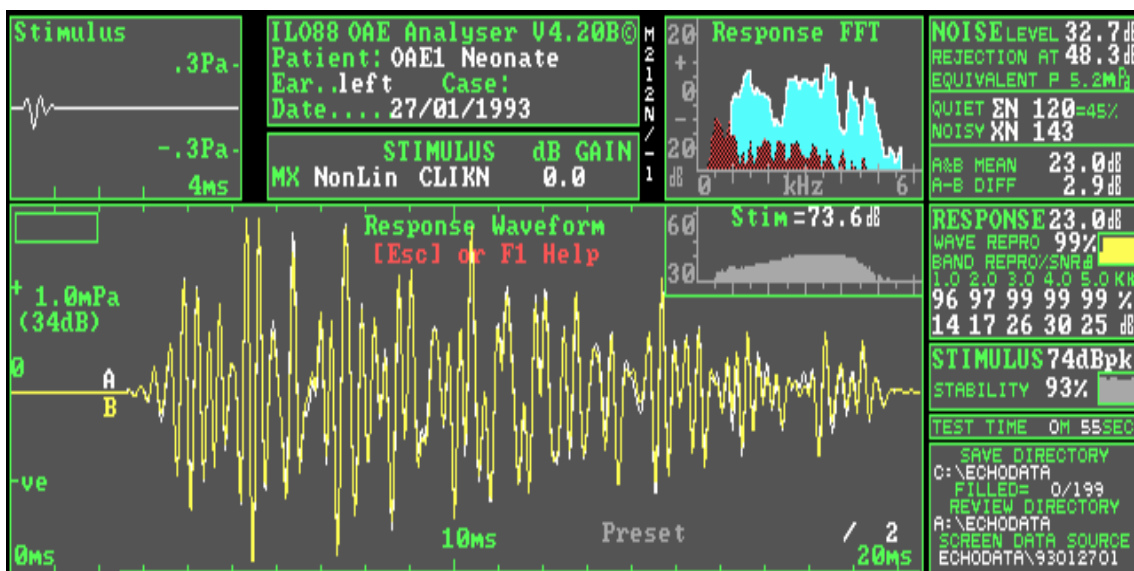 Stimulus
.3Pa-
-.3Pa-
4ms
ILO88 OAE Analyser V4.20B©
Patient: OAE1 Neonate
Ear..left Case:
Date.... 27/01/1993
STIMULUS dB GAIN
MX NonLin CLIKN 0.0
M212N/-1
Response FFT
20
+
0
-
20
dB
0 kHz 6
NOISE LEVEL 32.7dB
REJECTION AT 48.3dB
EQUIVALENT P 5.2mPa
QUIET ΣN 120=45%
NOISY XN 143
A&B MEAN 23.0dB
A-B DIFF 2.9dB
RESPONSE 23.0dB
WAVE REPRO 99%
BAND REPRO%SNRdB
1.0 2.0 3.0 4.0 5.0 KH
96 97 99 99 99 %
14 17 26 30 25 dB
STIMULUS 74dBpk
STABILITY 93%
TEST TIME 0M 55SEC
SAVE DIRECTORY
C:\ECHODATA
FILLED= 0/199
REVIEW DIRECTORY
A:\ECHODATA
SCREEN DATA SOURCE
ECHODATA\93012701
Response Waveform
[Esc] or F1 Help
60
Stim=73.6dB
30
+
1.0mPa
(34dB)
0
A
B
-ve
0ms
10ms
Preset
/ 2
20ms